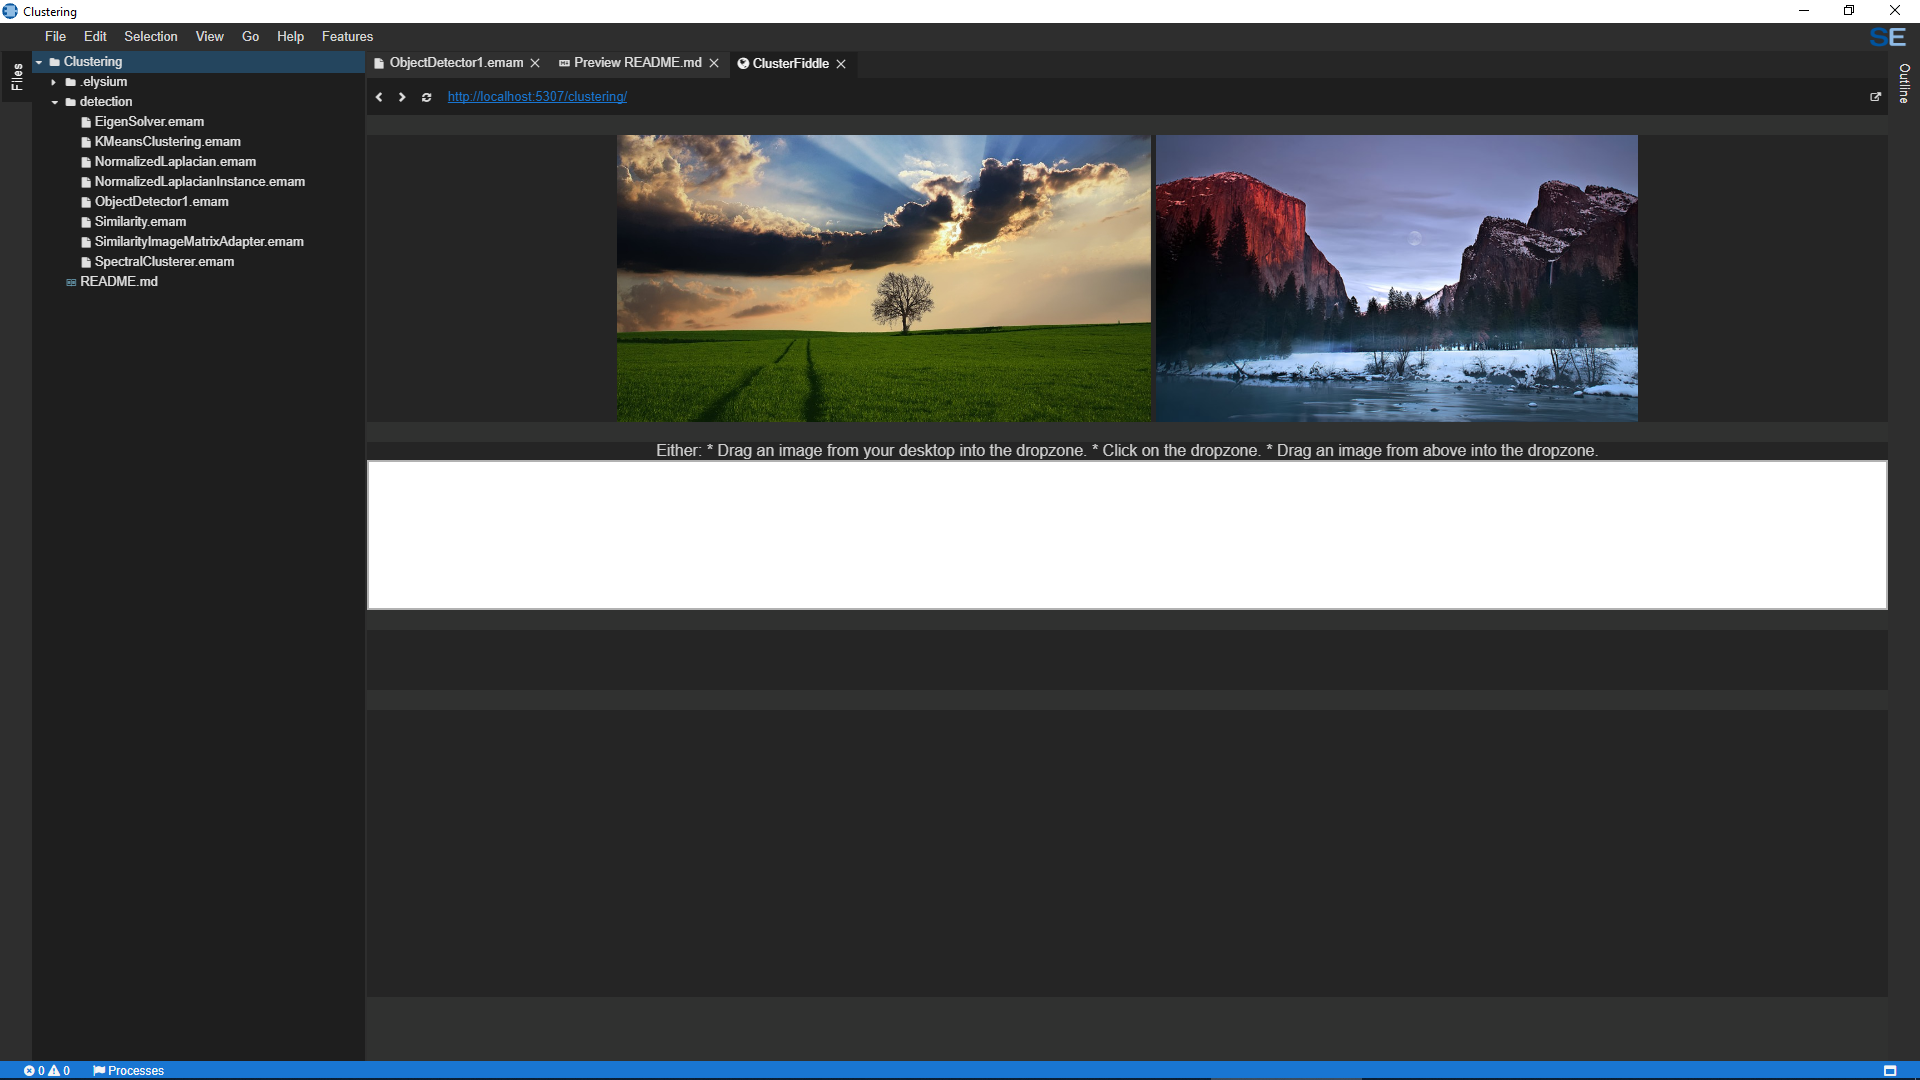 Clustering
File Edit Selection View Go Help Features
SE
Files
Clustering
.elysium
detection
EigenSolver.emam
KMeansClustering.emam
NormalizedLaplacian.emam
NormalizedLaplacianInstance.emam
ObjectDetector1.emam
Similarity.emam
SimilarityImageMatrixAdapter.emam
SpectralClusterer.emam
README.md
ObjectDetector1.emam Preview README.md ClusterFiddle
http://localhost:5307/clustering/
Outline
Either: * Drag an image from your desktop into the dropzone. * Click on the dropzone. * Drag an image from above into the dropzone.
0 0 Processes